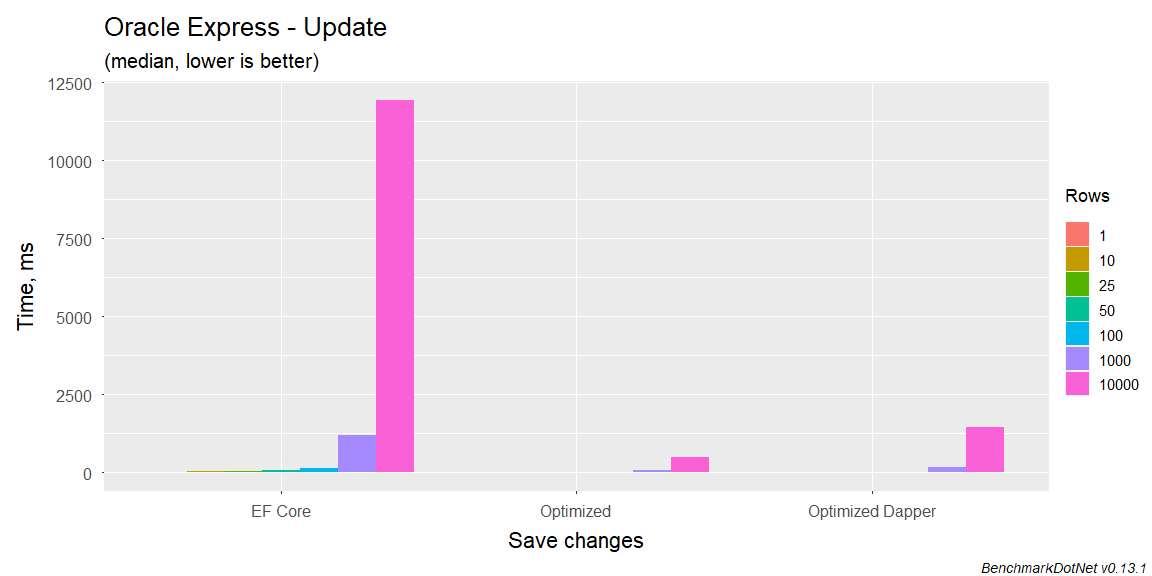 Oracle Express - Update
(median, lower is better)
12500
10000
7500
5000
2500
0
Time, ms
EF Core
Optimized
Optimized Dapper
Save changes
Rows
1
10
25
50
100
1000
10000
BenchmarkDotNet v0.13.1